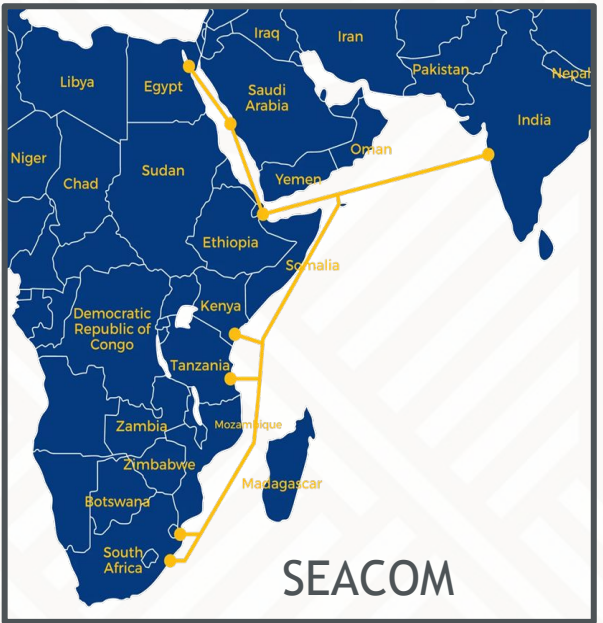 Iraq
Iran
Pakistan
Nepal
Libya
Egypt
Saudi
Arabia
India
Oman
Niger
Chad
Sudan
Yemen
Ethiopia
Somalia
Kenya
Democratic
Republic of
Congo
Tanzania
Zambia
Mozambique
Zimbabwe
Madagascar
Botswana
South
Africa
SEACOM